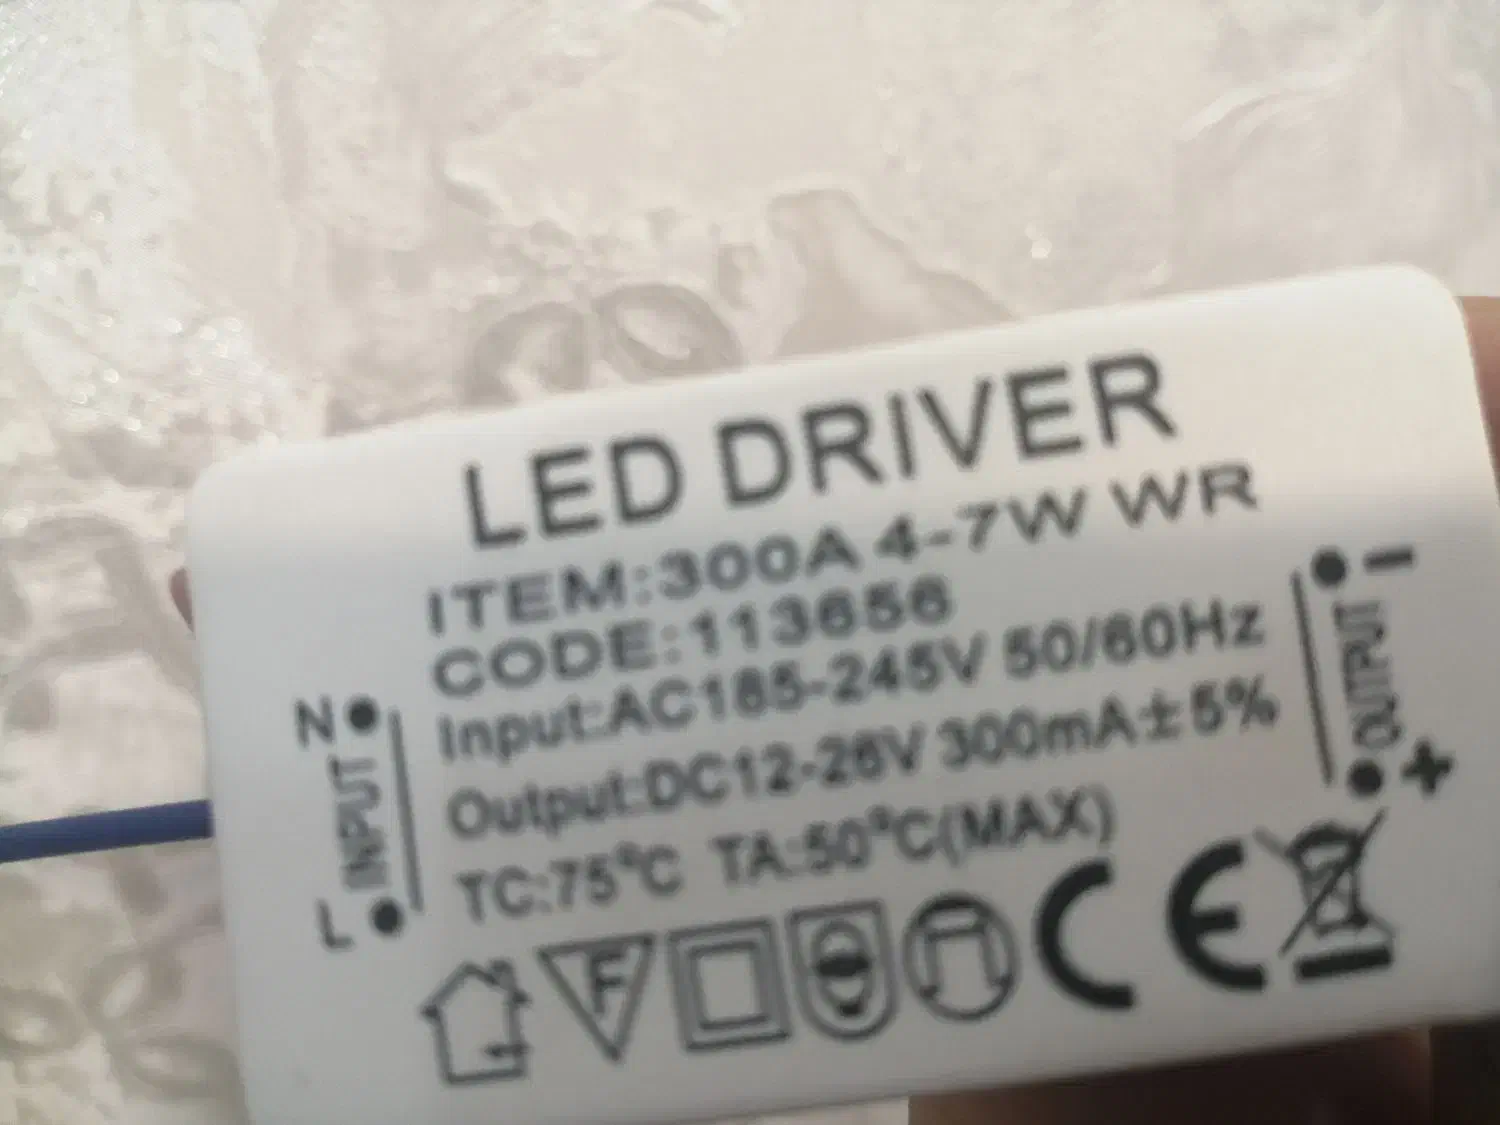 LED DRIVER
ITEM:300A 4-7W WR
CODE:113656
Input:AC185-245V 50/60Hz
Output:DC12-26V 300mA±5%
TC:75°C TA:50°C(MAX)
N
INPUT
L
OUTPUT
-
+
F
CE